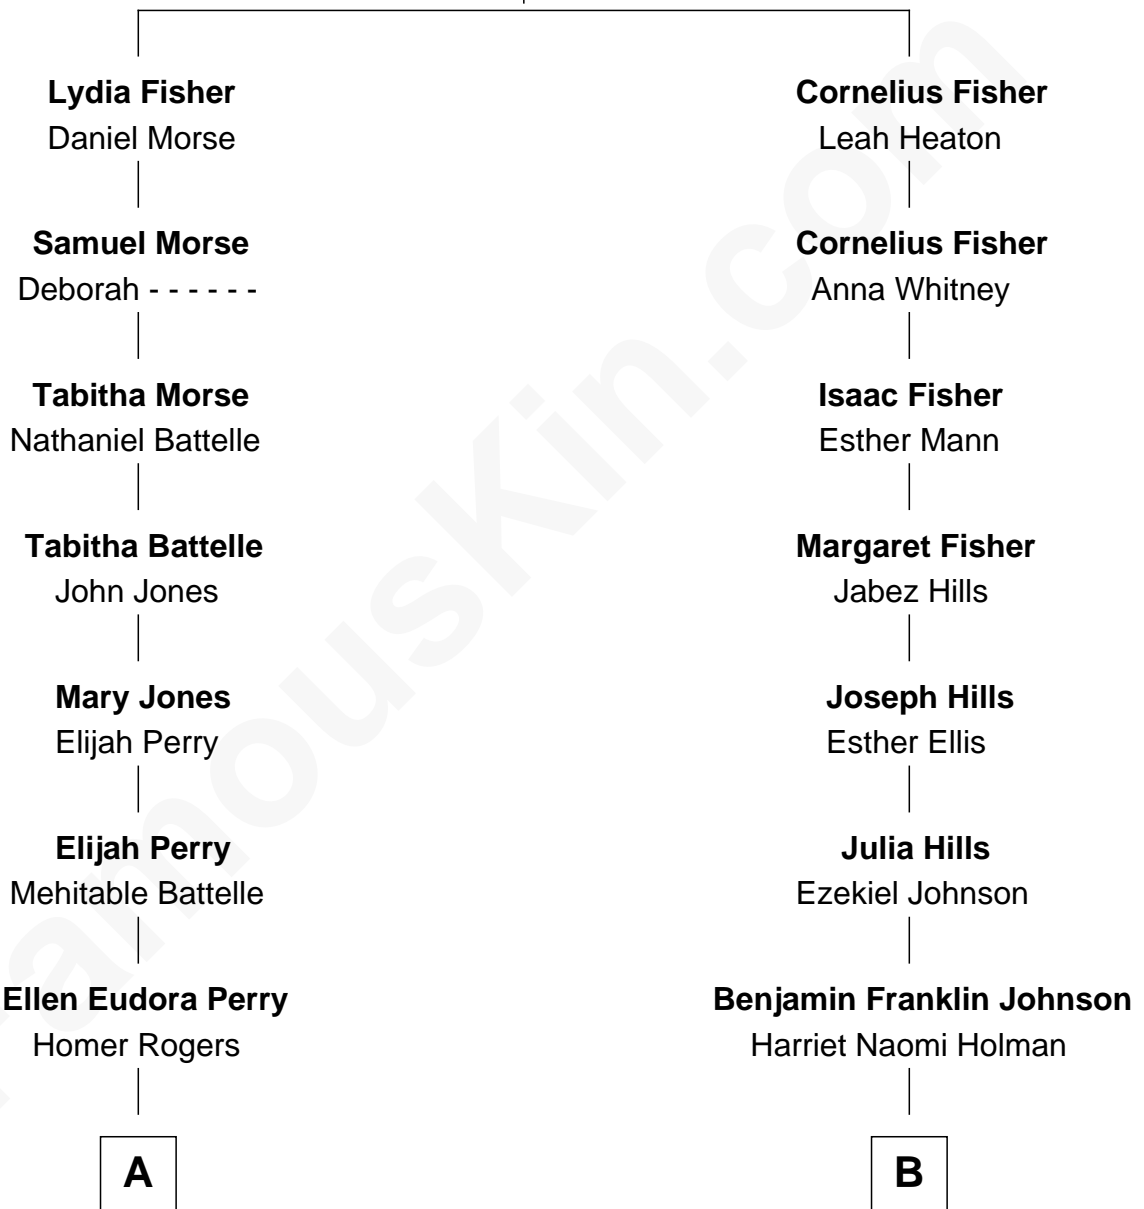 Lydia Fisher
Daniel Morse
Samuel Morse
Deborah - - - - - -
Tabitha Morse
Nathaniel Battelle
Tabitha Battelle
John Jones
Mary Jones
Elijah Perry
Elijah Perry
Mehitable Battelle
Ellen Eudora Perry
Homer Rogers
A
Cornelius Fisher
Leah Heaton
Cornelius Fisher
Anna Whitney
Isaac Fisher
Esther Mann
Margaret Fisher
Jabez Hills
Joseph Hills
Esther Ellis
Julia Hills
Ezekiel Johnson
Benjamin Franklin Johnson
Harriet Naomi Holman
B
FamousKin.com